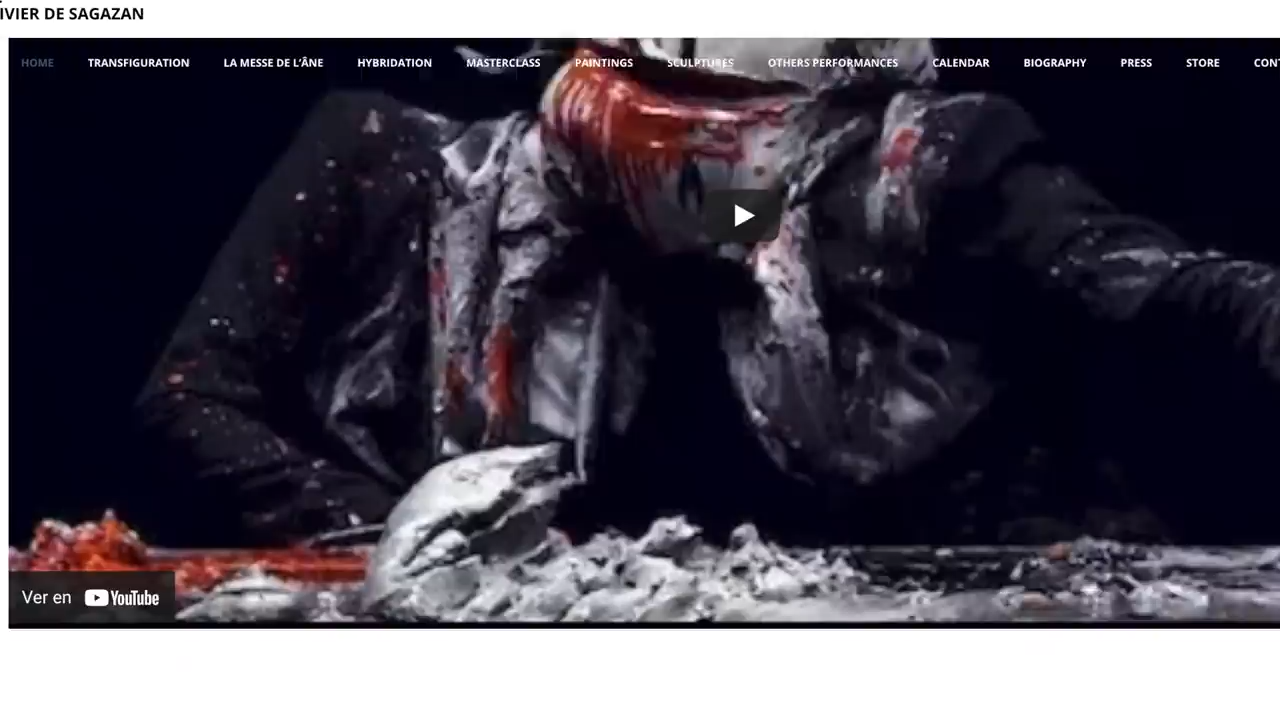 IVIER DE SAGAZAN
HOME TRANSFIGURATION LA MESSE DE L'ÂNE HYBRIDATION MASTERCLASS PAINTINGS SCULPTURES OTHERS PERFORMANCES CALENDAR BIOGRAPHY PRESS STORE CONT
Ver en YouTube